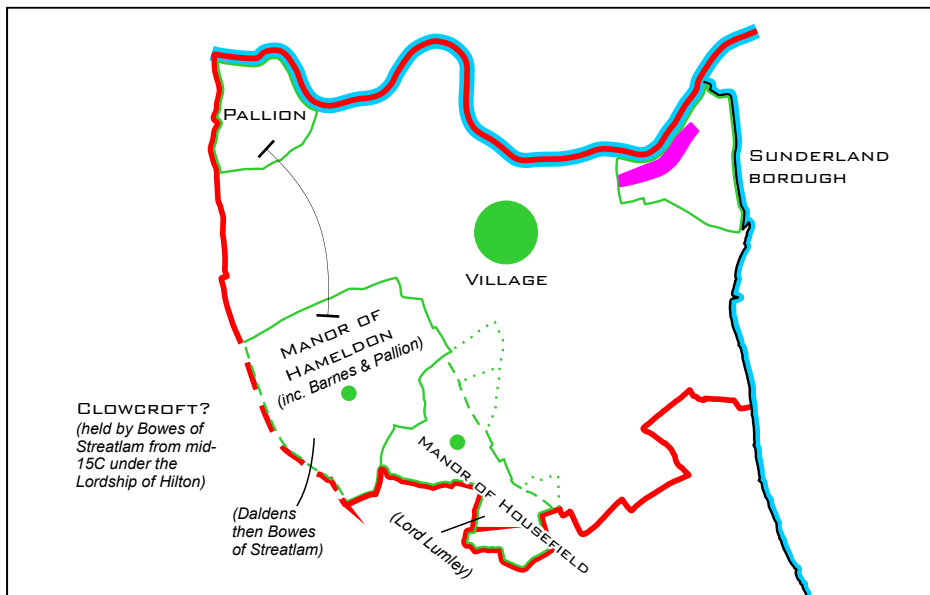 PALLION
SUNDERLAND
BOROUGH
VILLAGE
MANOR OF
HAMELDON
(inc. Barnes & Pallion)
CLOWCROFT?
(held by Bowes of
Streatlam from mid-
15C under the
Lordship of Hilton)
MANOR OF HOUSEFIELD
(Daldens
then Bowes
of Streatlam)
(Lord Lumley)